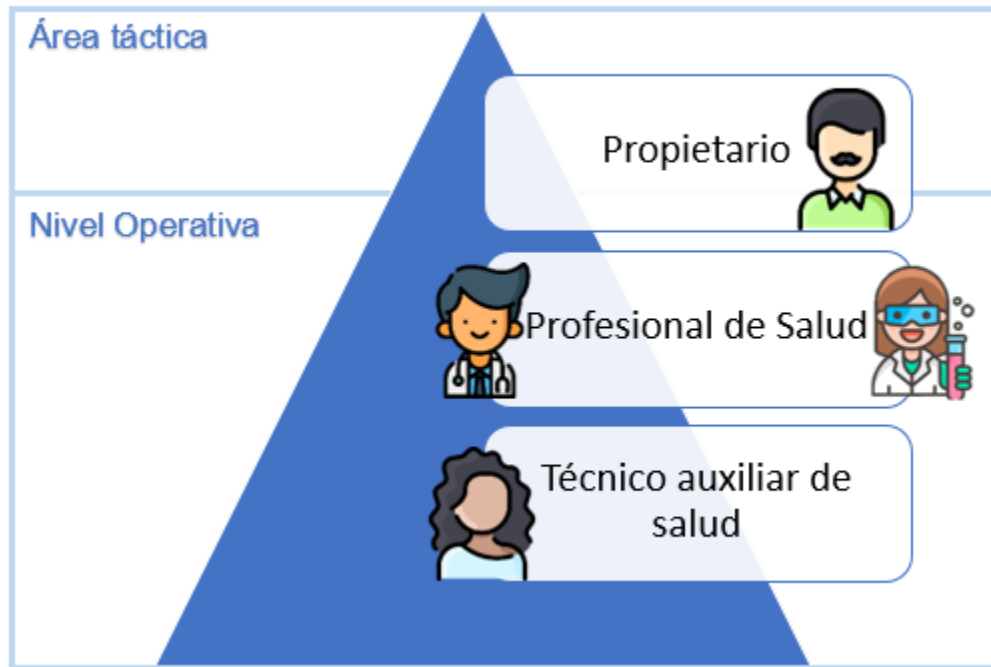 Área táctica
Propietario
Nivel Operativa
Profesional de Salud
Técnico auxiliar de
salud